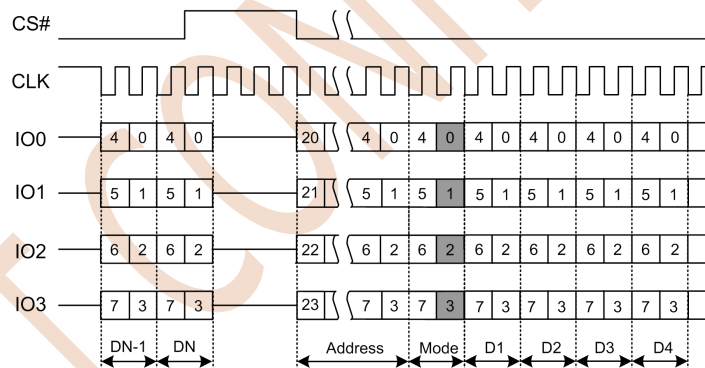 CS#
CLK
IO0 4 0 4 0 20 4 0 4 0 4 0 4 0 4 0 4 0
IO1 5 1 5 1 21 5 1 5 1 5 1 5 1 5 1 5 1
IO2 6 2 6 2 22 6 2 6 2 6 2 6 2 6 2 6 2
IO3 7 3 7 3 23 7 3 7 3 7 3 7 3 7 3 7 3
DN-1 DN Address Mode D1 D2 D3 D4